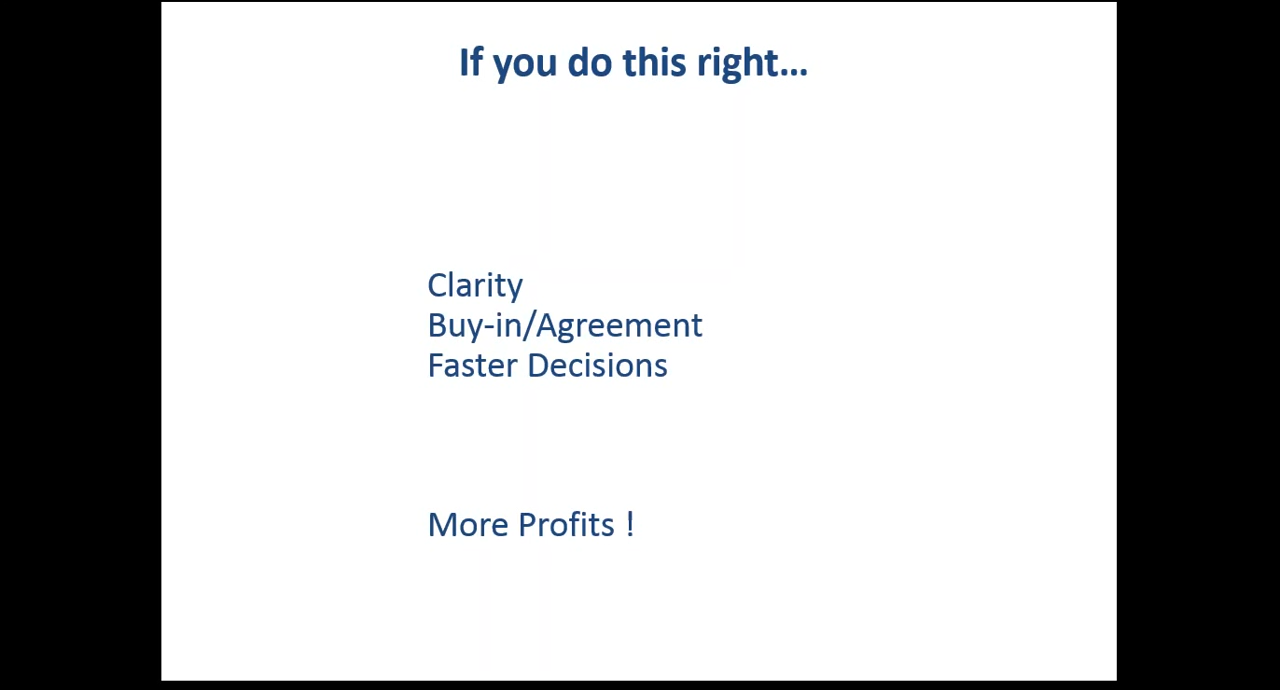 If you do this right...
Clarity
Buy-in/Agreement
Faster Decisions
More Profits !